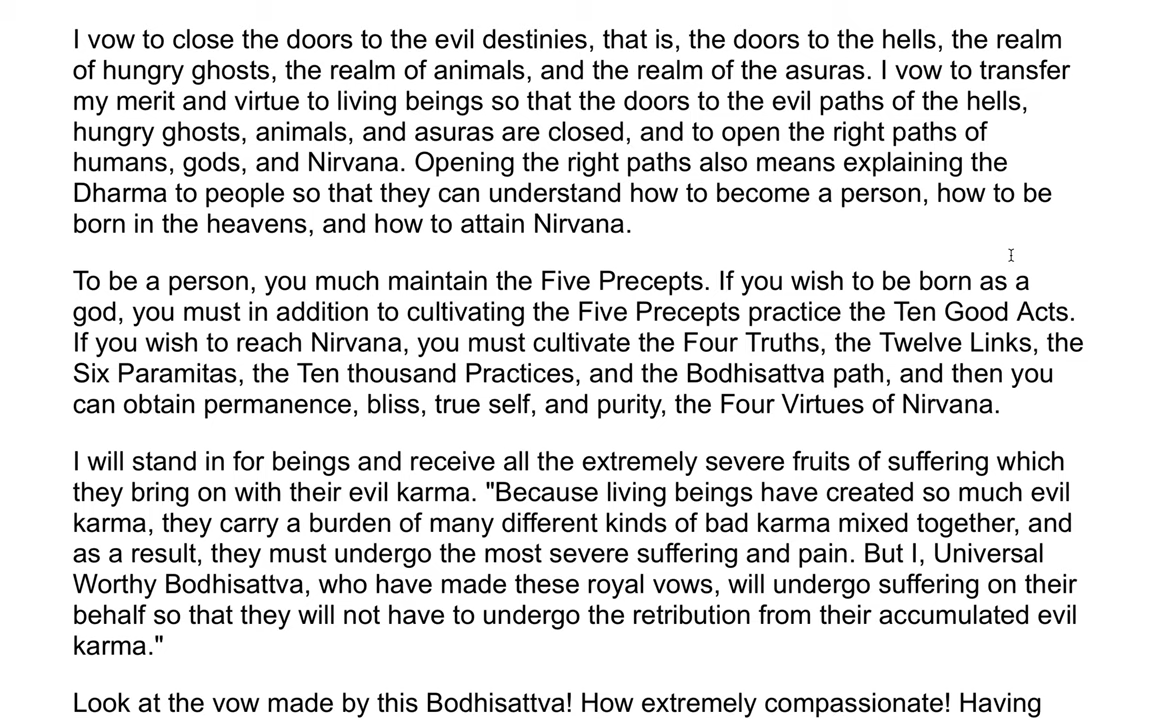 I vow to close the doors to the evil destinies, that is, the doors to the hells, the realm
of hungry ghosts, the realm of animals, and the realm of the asuras. I vow to transfer
my merit and virtue to living beings so that the doors to the evil paths of the hells,
hungry ghosts, animals, and asuras are closed, and to open the right paths of
humans, gods, and Nirvana. Opening the right paths also means explaining the
Dharma to people so that they can understand how to become a person, how to be
born in the heavens, and how to attain Nirvana.
To be a person, you much maintain the Five Precepts. If you wish to be born as a
god, you must in addition to cultivating the Five Precepts practice the Ten Good Acts.
If you wish to reach Nirvana, you must cultivate the Four Truths, the Twelve Links, the
Six Paramitas, the Ten thousand Practices, and the Bodhisattva path, and then you
can obtain permanence, bliss, true self, and purity, the Four Virtues of Nirvana.
I will stand in for beings and receive all the extremely severe fruits of suffering which
they bring on with their evil karma. "Because living beings have created so much evil
karma, they carry a burden of many different kinds of bad karma mixed together, and
as a result, they must undergo the most severe suffering and pain. But I, Universal
Worthy Bodhisattva, who have made these royal vows, will undergo suffering on their
behalf so that they will not have to undergo the retribution from their accumulated evil
karma."
Look at the vow made by this Bodhisattva! How extremely compassionate! Having